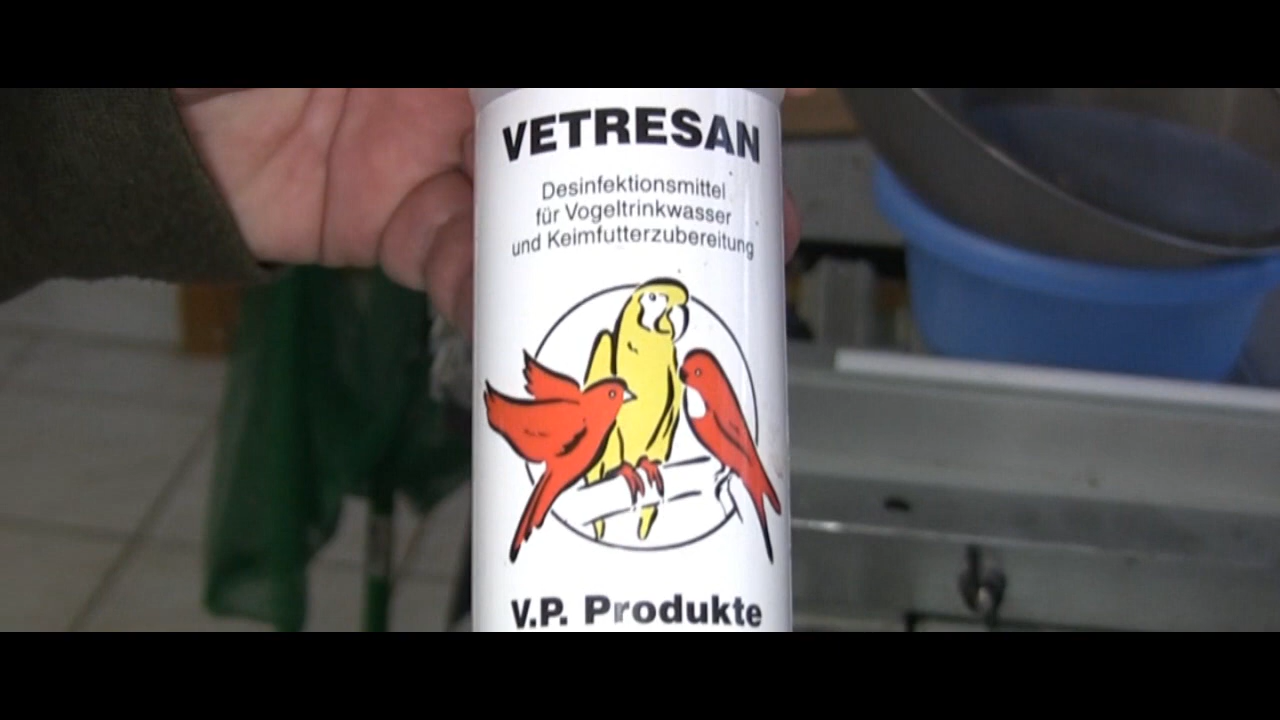 VETRESAN
Desinfektionsmittel
für Vogeltrinkwasser
und Keimfutterzubereitung
V.P. Produkte